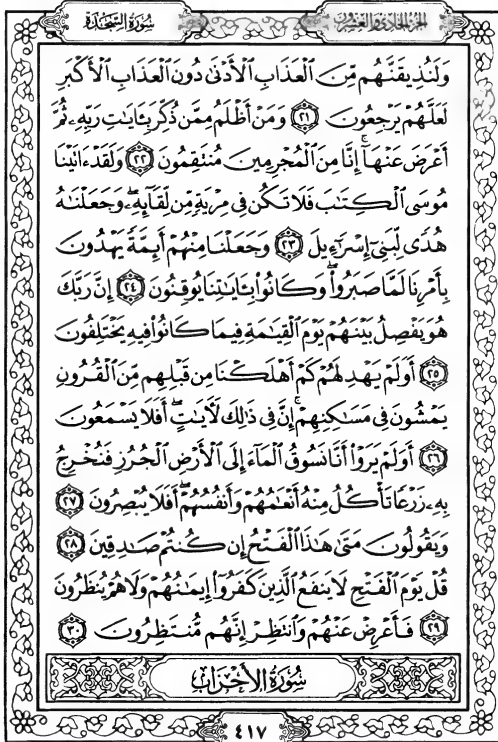 الجزء الحادي والعشرون
سُورَةُ السَّجْدَةِ
وَلَنُذِيقَنَّهُم مِّنَ ٱلْعَذَابِ ٱلْأَدْنَىٰ دُونَ ٱلْعَذَابِ ٱلْأَكْبَرِ
لَعَلَّهُمْ يَرْجِعُونَ ٢١ وَمَنْ أَظْلَمُ مِمَّن ذُكِّرَ بِـَٔايَـٰتِ رَبِّهِۦ ثُمَّ
أَعْرَضَ عَنْهَآ ۚ إِنَّا مِنَ ٱلْمُجْرِمِينَ مُنتَقِمُونَ ٢٢ وَلَقَدْ ءَاتَيْنَا
مُوسَى ٱلْكِتَـٰبَ فَلَا تَكُن فِى مِرْيَةٍ مِّن لِّقَآئِهِۦ ۖ وَجَعَلْنَـٰهُ
هُدًى لِّبَنِىٓ إِسْرَٰٓءِيلَ ٢٣ وَجَعَلْنَا مِنْهُمْ أَئِمَّةً يَهْدُونَ
بِأَمْرِنَا لَمَّا صَبَرُوا۟ ۖ وَكَانُوا۟ بِـَٔايَـٰتِنَا يُوقِنُونَ ٢٤ إِنَّ رَبَّكَ
هُوَ يَفْصِلُ بَيْنَهُمْ يَوْمَ ٱلْقِيَـٰمَةِ فِيمَا كَانُوا۟ فِيهِ يَخْتَلِفُونَ
٢٥ أَوَلَمْ يَهْدِ لَهُمْ كَمْ أَهْلَكْنَا مِن قَبْلِهِم مِّنَ ٱلْقُرُونِ
يَمْشُونَ فِى مَسَـٰكِنِهِمْ ۚ إِنَّ فِى ذَٰلِكَ لَـَٔايَـٰتٍ ۖ أَفَلَا يَسْمَعُونَ
٢٦ أَوَلَمْ يَرَوْا۟ أَنَّا نَسُوقُ ٱلْمَآءَ إِلَى ٱلْأَرْضِ ٱلْجُرُزِ فَنُخْرِجُ
بِهِۦ زَرْعًا تَأْكُلُ مِنْهُ أَنْعَـٰمُهُمْ وَأَنفُسُهُمْ ۖ أَفَلَا يُبْصِرُونَ ٢٧
وَيَقُولُونَ مَتَىٰ هَـٰذَا ٱلْفَتْحُ إِن كُنتُمْ صَـٰدِقِينَ ٢٨
قُلْ يَوْمَ ٱلْفَتْحِ لَا يَنفَعُ ٱلَّذِينَ كَفَرُوٓا۟ إِيمَـٰنُهُمْ وَلَا هُمْ يُنظَرُونَ
٢٩ فَأَعْرِضْ عَنْهُمْ وَٱنتَظِرْ إِنَّهُم مُّنتَظِرُونَ ٣٠
سُورَةُ الأَحْزَابِ
٤١٧